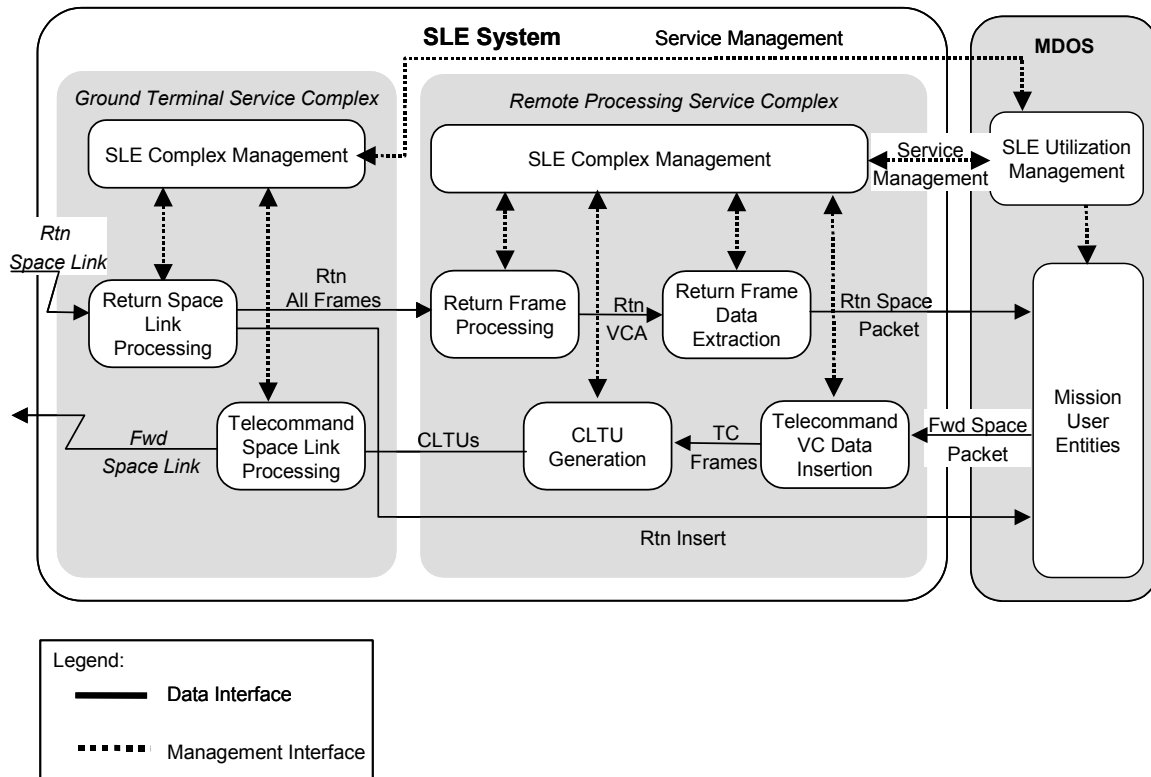 SLE System
Service Management
MDOS
Ground Terminal Service Complex
Remote Processing Service Complex
SLE Complex Management
SLE Complex Management
Service
Management
SLE Utilization
Management
Rtn
Space Link
Return Space
Link
Processing
Rtn
All Frames
Return Frame
Processing
Rtn
VCA
Return Frame
Data
Extraction
Rtn Space
Packet
Mission
User
Entities
Fwd
Space Link
Telecommand
Space Link
Processing
CLTUs
CLTU
Generation
TC
Frames
Telecommand
VC Data
Insertion
Fwd Space
Packet
Rtn Insert
Legend:
Data Interface
Management Interface